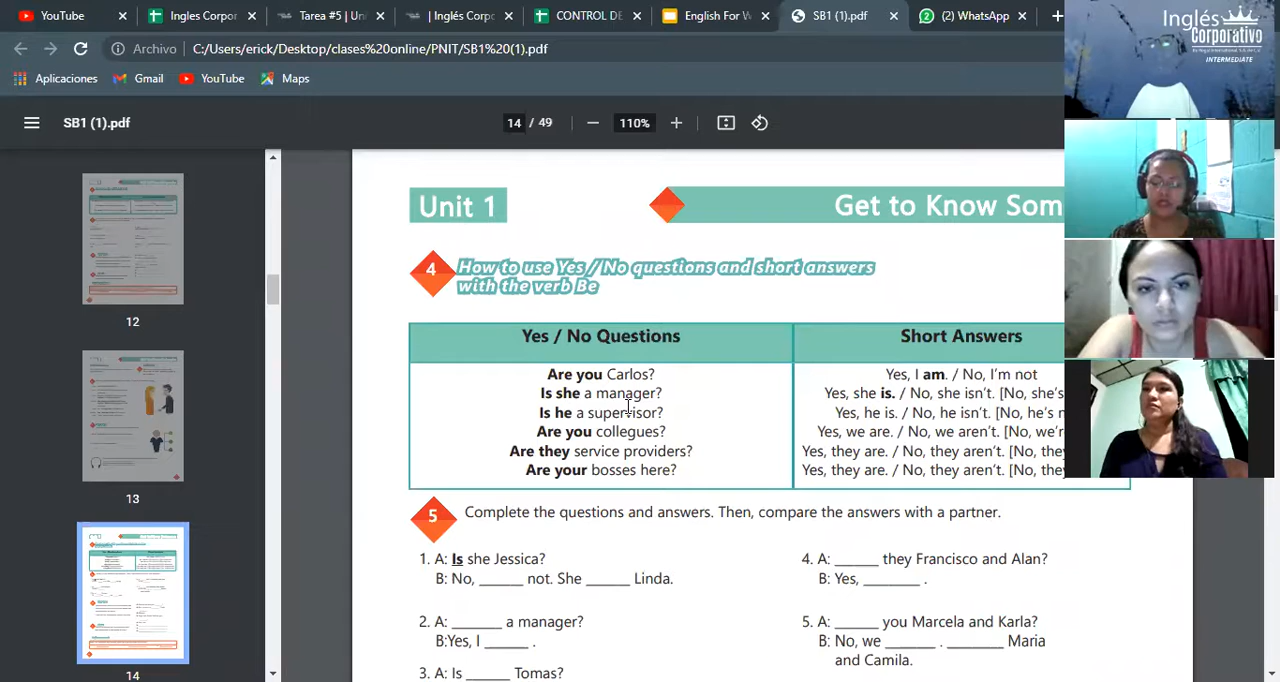 YouTube
Ingles Corpor
Tarea #5 | Un
| Inglés Corpo
CONTROL DE
English For W
SB1 (1).pdf
(2) WhatsApp
Archivo
C:/Users/erick/Desktop/clases%20online/PNIT/SB1%20(1).pdf
Aplicaciones
Gmail
YouTube
Maps
SB1 (1).pdf
14 / 49
110%
12
13
14
Unit 1
Get to Know Som
4
How to use Yes / No questions and short answers
with the verb Be
Yes / No Questions
Short Answers
Are you Carlos?
Yes, I am. / No, I'm not
Is she a manager?
Yes, she is. / No, she isn't. [No, she's
Is he a supervisor?
Yes, he is. / No, he isn't. [No, he's n
Are you collegues?
Yes, we are. / No, we aren't. [No, we'r
Are they service providers?
Yes, they are. / No, they aren't. [No, the
Are your bosses here?
Yes, they are. / No, they aren't. [No, the
5
Complete the questions and answers. Then, compare the answers with a partner.
1. A: Is she Jessica?
B: No, ______ not. She ______ Linda.
2. A: _______ a manager?
B:Yes, I ______ .
3. A: Is ______ Tomas?
4. A: ______ they Francisco and Alan?
B: Yes, ________ .
5. A: ______ you Marcela and Karla?
B: No, we _______ . ________ Maria
and Camila.
Inglés
Corporativo
INTERMEDIATE